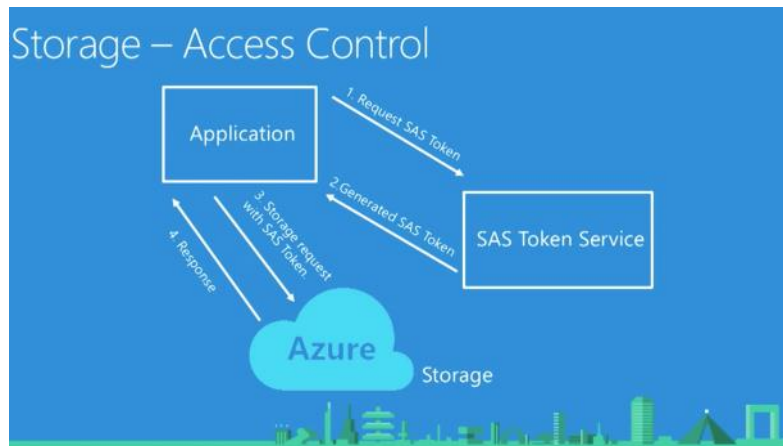 Storage – Access Control
Application
1. Request SAS Token
2.Generated SAS Token
SAS Token Service
3. Storage request
with SAS Token.
4. Response
Azure
Storage